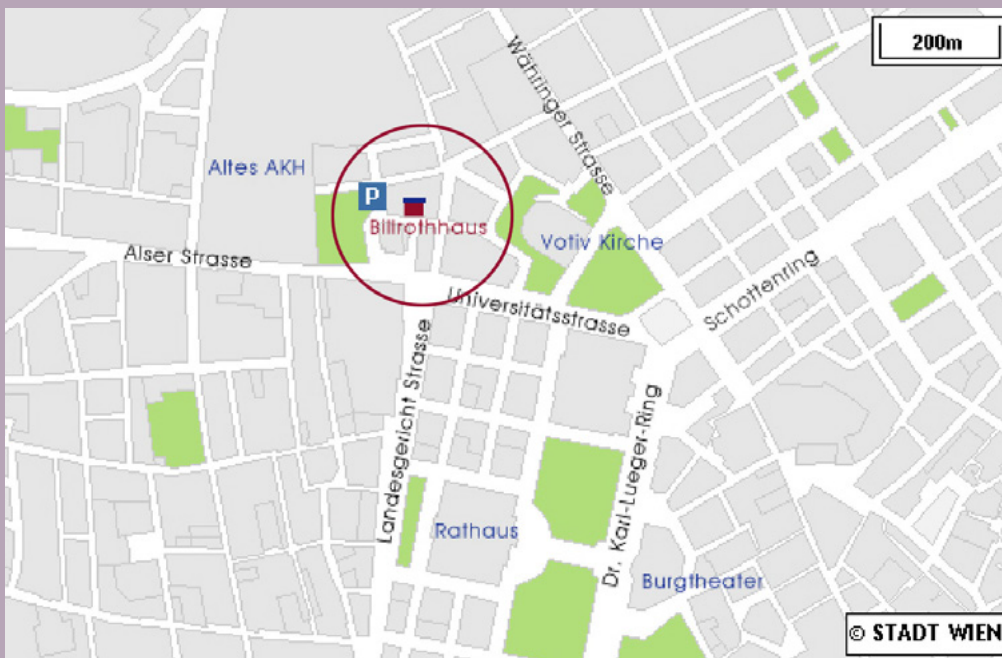 200m
Währinger Strasse
Altes AKH
P
Billrothhaus
Votiv Kirche
Alser Strasse
Schottenring
Universitätsstrasse
Landesgericht Strasse
Dr. Karl-Lueger-Ring
Rathaus
Burgtheater
© STADT WIEN